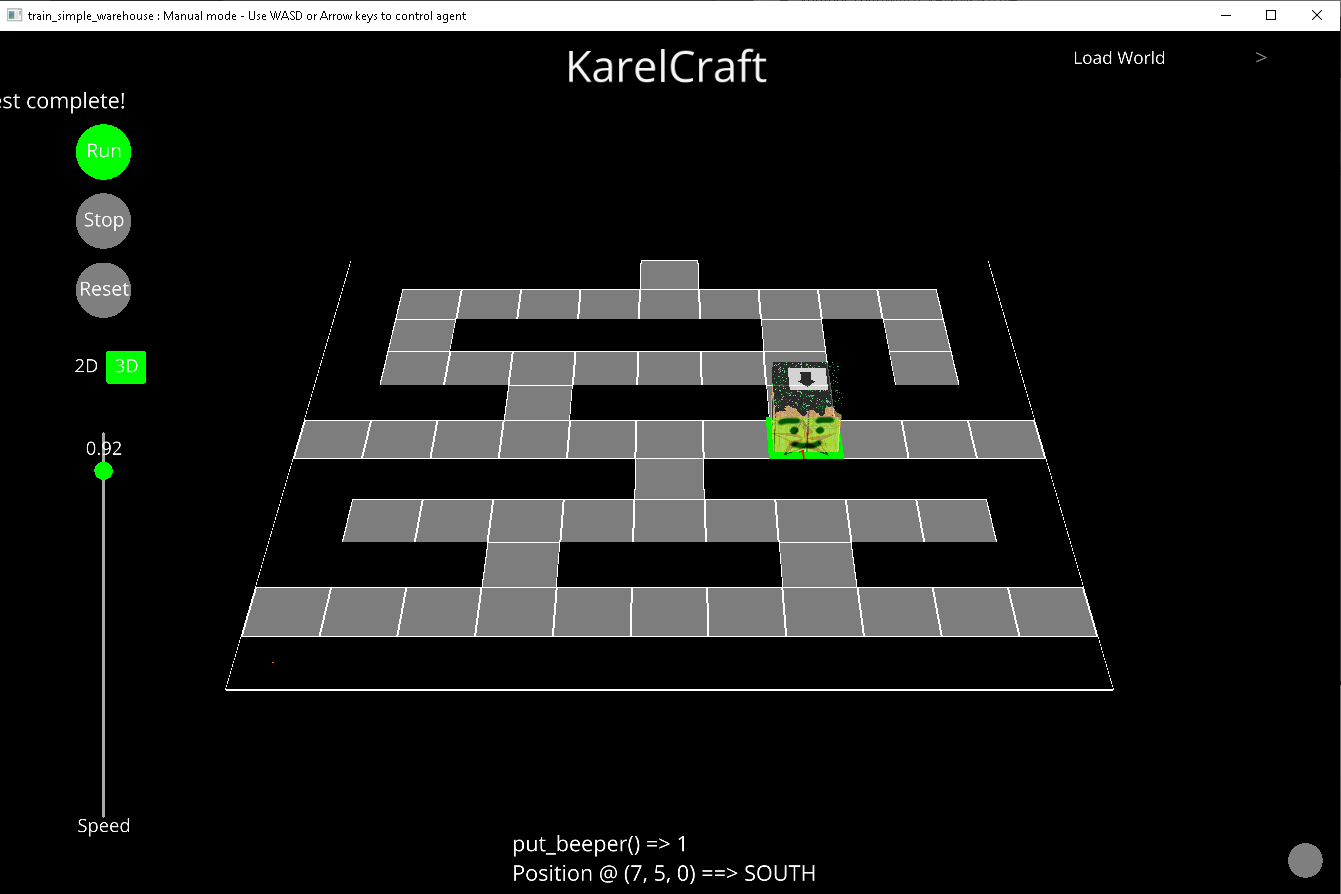 train_simple_warehouse : Manual mode - Use WASD or Arrow keys to control agent
KarelCraft
Load World >
est complete!
Run
Stop
Reset
2D 3D
0.92
Speed
put_beeper() => 1
Position @ (7, 5, 0) ==> SOUTH